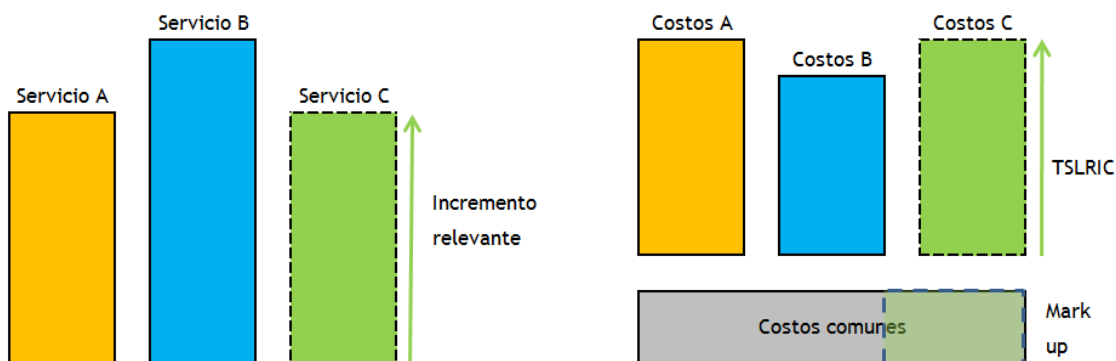 Servicio A
Servicio B
Servicio C
Incremento
relevante
Costos A
Costos B
Costos C
TSLRIC
Costos comunes
Mark
up